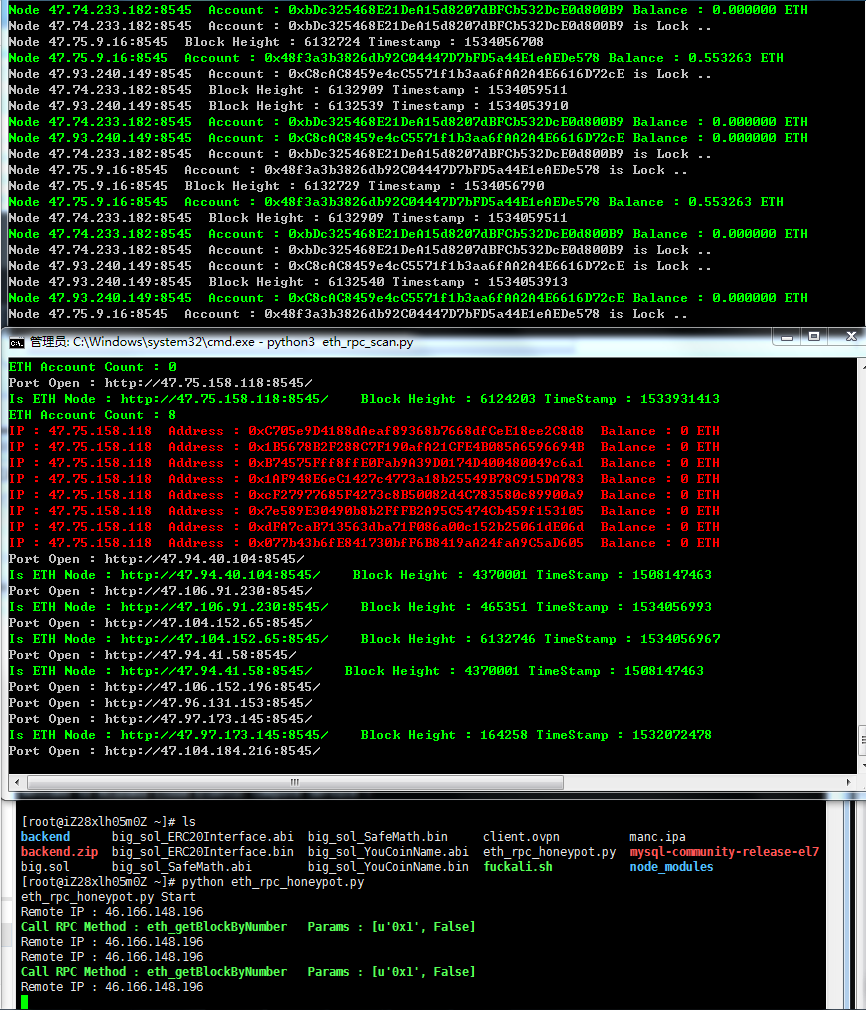 Node 47.74.233.182:8545  Account : 0xbDc325468E21DeA15d8207dBFCb532DcE0d800B9 Balance : 0.000000 ETH
Node 47.74.233.182:8545  Account : 0xbDc325468E21DeA15d8207dBFCb532DcE0d800B9 is Lock ..
Node 47.75.9.16:8545  Block Height : 6132724 Timestamp : 1534056708
Node 47.75.9.16:8545  Account : 0x48f3a3b3826db92C04447D7bFD5a44E1eAEDe578 Balance : 0.553263 ETH
Node 47.93.240.149:8545  Account : 0xC8cAC8459e4cC5571f1b3aa6fAA2A4E6616D72cE is Lock ..
Node 47.74.233.182:8545  Block Height : 6132909 Timestamp : 1534059511
Node 47.93.240.149:8545  Block Height : 6132539 Timestamp : 1534053910
Node 47.74.233.182:8545  Account : 0xbDc325468E21DeA15d8207dBFCb532DcE0d800B9 Balance : 0.000000 ETH
Node 47.93.240.149:8545  Account : 0xC8cAC8459e4cC5571f1b3aa6fAA2A4E6616D72cE Balance : 0.000000 ETH
Node 47.74.233.182:8545  Account : 0xbDc325468E21DeA15d8207dBFCb532DcE0d800B9 is Lock ..
Node 47.75.9.16:8545  Account : 0x48f3a3b3826db92C04447D7bFD5a44E1eAEDe578 is Lock ..
Node 47.75.9.16:8545  Block Height : 6132729 Timestamp : 1534056790
Node 47.75.9.16:8545  Account : 0x48f3a3b3826db92C04447D7bFD5a44E1eAEDe578 Balance : 0.553263 ETH
Node 47.74.233.182:8545  Block Height : 6132909 Timestamp : 1534059511
Node 47.74.233.182:8545  Account : 0xbDc325468E21DeA15d8207dBFCb532DcE0d800B9 Balance : 0.000000 ETH
Node 47.74.233.182:8545  Account : 0xbDc325468E21DeA15d8207dBFCb532DcE0d800B9 is Lock ..
Node 47.93.240.149:8545  Account : 0xC8cAC8459e4cC5571f1b3aa6fAA2A4E6616D72cE is Lock ..
Node 47.93.240.149:8545  Block Height : 6132540 Timestamp : 1534053913
Node 47.93.240.149:8545  Account : 0xC8cAC8459e4cC5571f1b3aa6fAA2A4E6616D72cE Balance : 0.000000 ETH
Node 47.75.9.16:8545  Account : 0x48f3a3b3826db92C04447D7bFD5a44E1eAEDe578 is Lock ..
管理员: C:\Windows\system32\cmd.exe - python3  eth_rpc_scan.py
ETH Account Count : 0
Port Open : http://47.75.158.118:8545/
Is ETH Node : http://47.75.158.118:8545/    Block Height : 6124203 TimeStamp : 1533931413
ETH Account Count : 8
IP : 47.75.158.118  Address : 0xC705e9D4188dAeaf89368b7668dfCeE18ee2C8d8  Balance : 0 ETH
IP : 47.75.158.118  Address : 0x1B5678B2F288C7F190afA21CFE4B085A6596694B  Balance : 0 ETH
IP : 47.75.158.118  Address : 0xB74575Fff8ffE0Fab9A39D0174D400480049c6a1  Balance : 0 ETH
IP : 47.75.158.118  Address : 0x1AF948E6eC1427c4773a18b25549B78C915DA783  Balance : 0 ETH
IP : 47.75.158.118  Address : 0xcF27977685F4273c8B50082d4C783580c89900a9  Balance : 0 ETH
IP : 47.75.158.118  Address : 0x7e589E30490b8b2FfFB2A95C5474Cb459f153105  Balance : 0 ETH
IP : 47.75.158.118  Address : 0xdfA7caB713563dba71F086a00c152b25061dE06d  Balance : 0 ETH
IP : 47.75.158.118  Address : 0x077b43b6fE841730bfF6B8419aA24faA9C5aD605  Balance : 0 ETH
Port Open : http://47.94.40.104:8545/
Is ETH Node : http://47.94.40.104:8545/    Block Height : 4370001 TimeStamp : 1508147463
Port Open : http://47.106.91.230:8545/
Is ETH Node : http://47.106.91.230:8545/    Block Height : 465351 TimeStamp : 1534056993
Port Open : http://47.104.152.65:8545/
Is ETH Node : http://47.104.152.65:8545/    Block Height : 6132746 TimeStamp : 1534056967
Port Open : http://47.94.41.58:8545/
Is ETH Node : http://47.94.41.58:8545/    Block Height : 4370001 TimeStamp : 1508147463
Port Open : http://47.106.152.196:8545/
Port Open : http://47.96.131.153:8545/
Port Open : http://47.97.173.145:8545/
Is ETH Node : http://47.97.173.145:8545/    Block Height : 164258 TimeStamp : 1532072478
Port Open : http://47.104.184.216:8545/
[root@iZ28xlh05m0Z ~]# ls
backend     big_sol_ERC20Interface.abi  big_sol_SafeMath.bin     client.ovpn          manc.ipa
backend.zip  big_sol_ERC20Interface.bin  big_sol_YouCoinName.abi  eth_rpc_honeypot.py  mysql-community-release-el7
big.sol      big_sol_SafeMath.abi        big_sol_YouCoinName.bin  fuckali.sh           node_modules
[root@iZ28xlh05m0Z ~]# python eth_rpc_honeypot.py
eth_rpc_honeypot.py Start
Remote IP : 46.166.148.196
Call RPC Method : eth_getBlockByNumber   Params : [u'0x1', False]
Remote IP : 46.166.148.196
Remote IP : 46.166.148.196
Call RPC Method : eth_getBlockByNumber   Params : [u'0x1', False]
Remote IP : 46.166.148.196